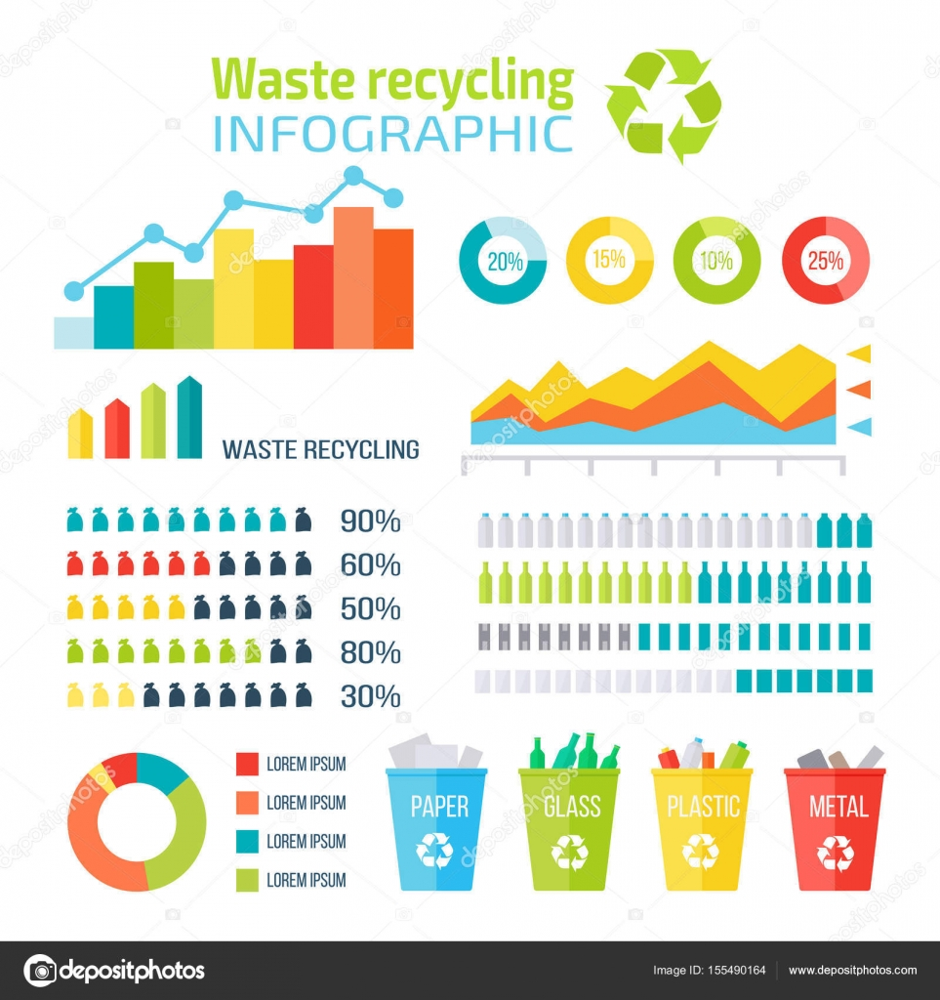 Waste recycling
INFOGRAPHIC
20%
15%
10%
25%
WASTE RECYCLING
90%
60%
50%
80%
30%
LOREM IPSUM
LOREM IPSUM
LOREM IPSUM
LOREM IPSUM
PAPER
GLASS
PLASTIC
METAL
depositphotos
Image ID: 155490164 www.depositphotos.com